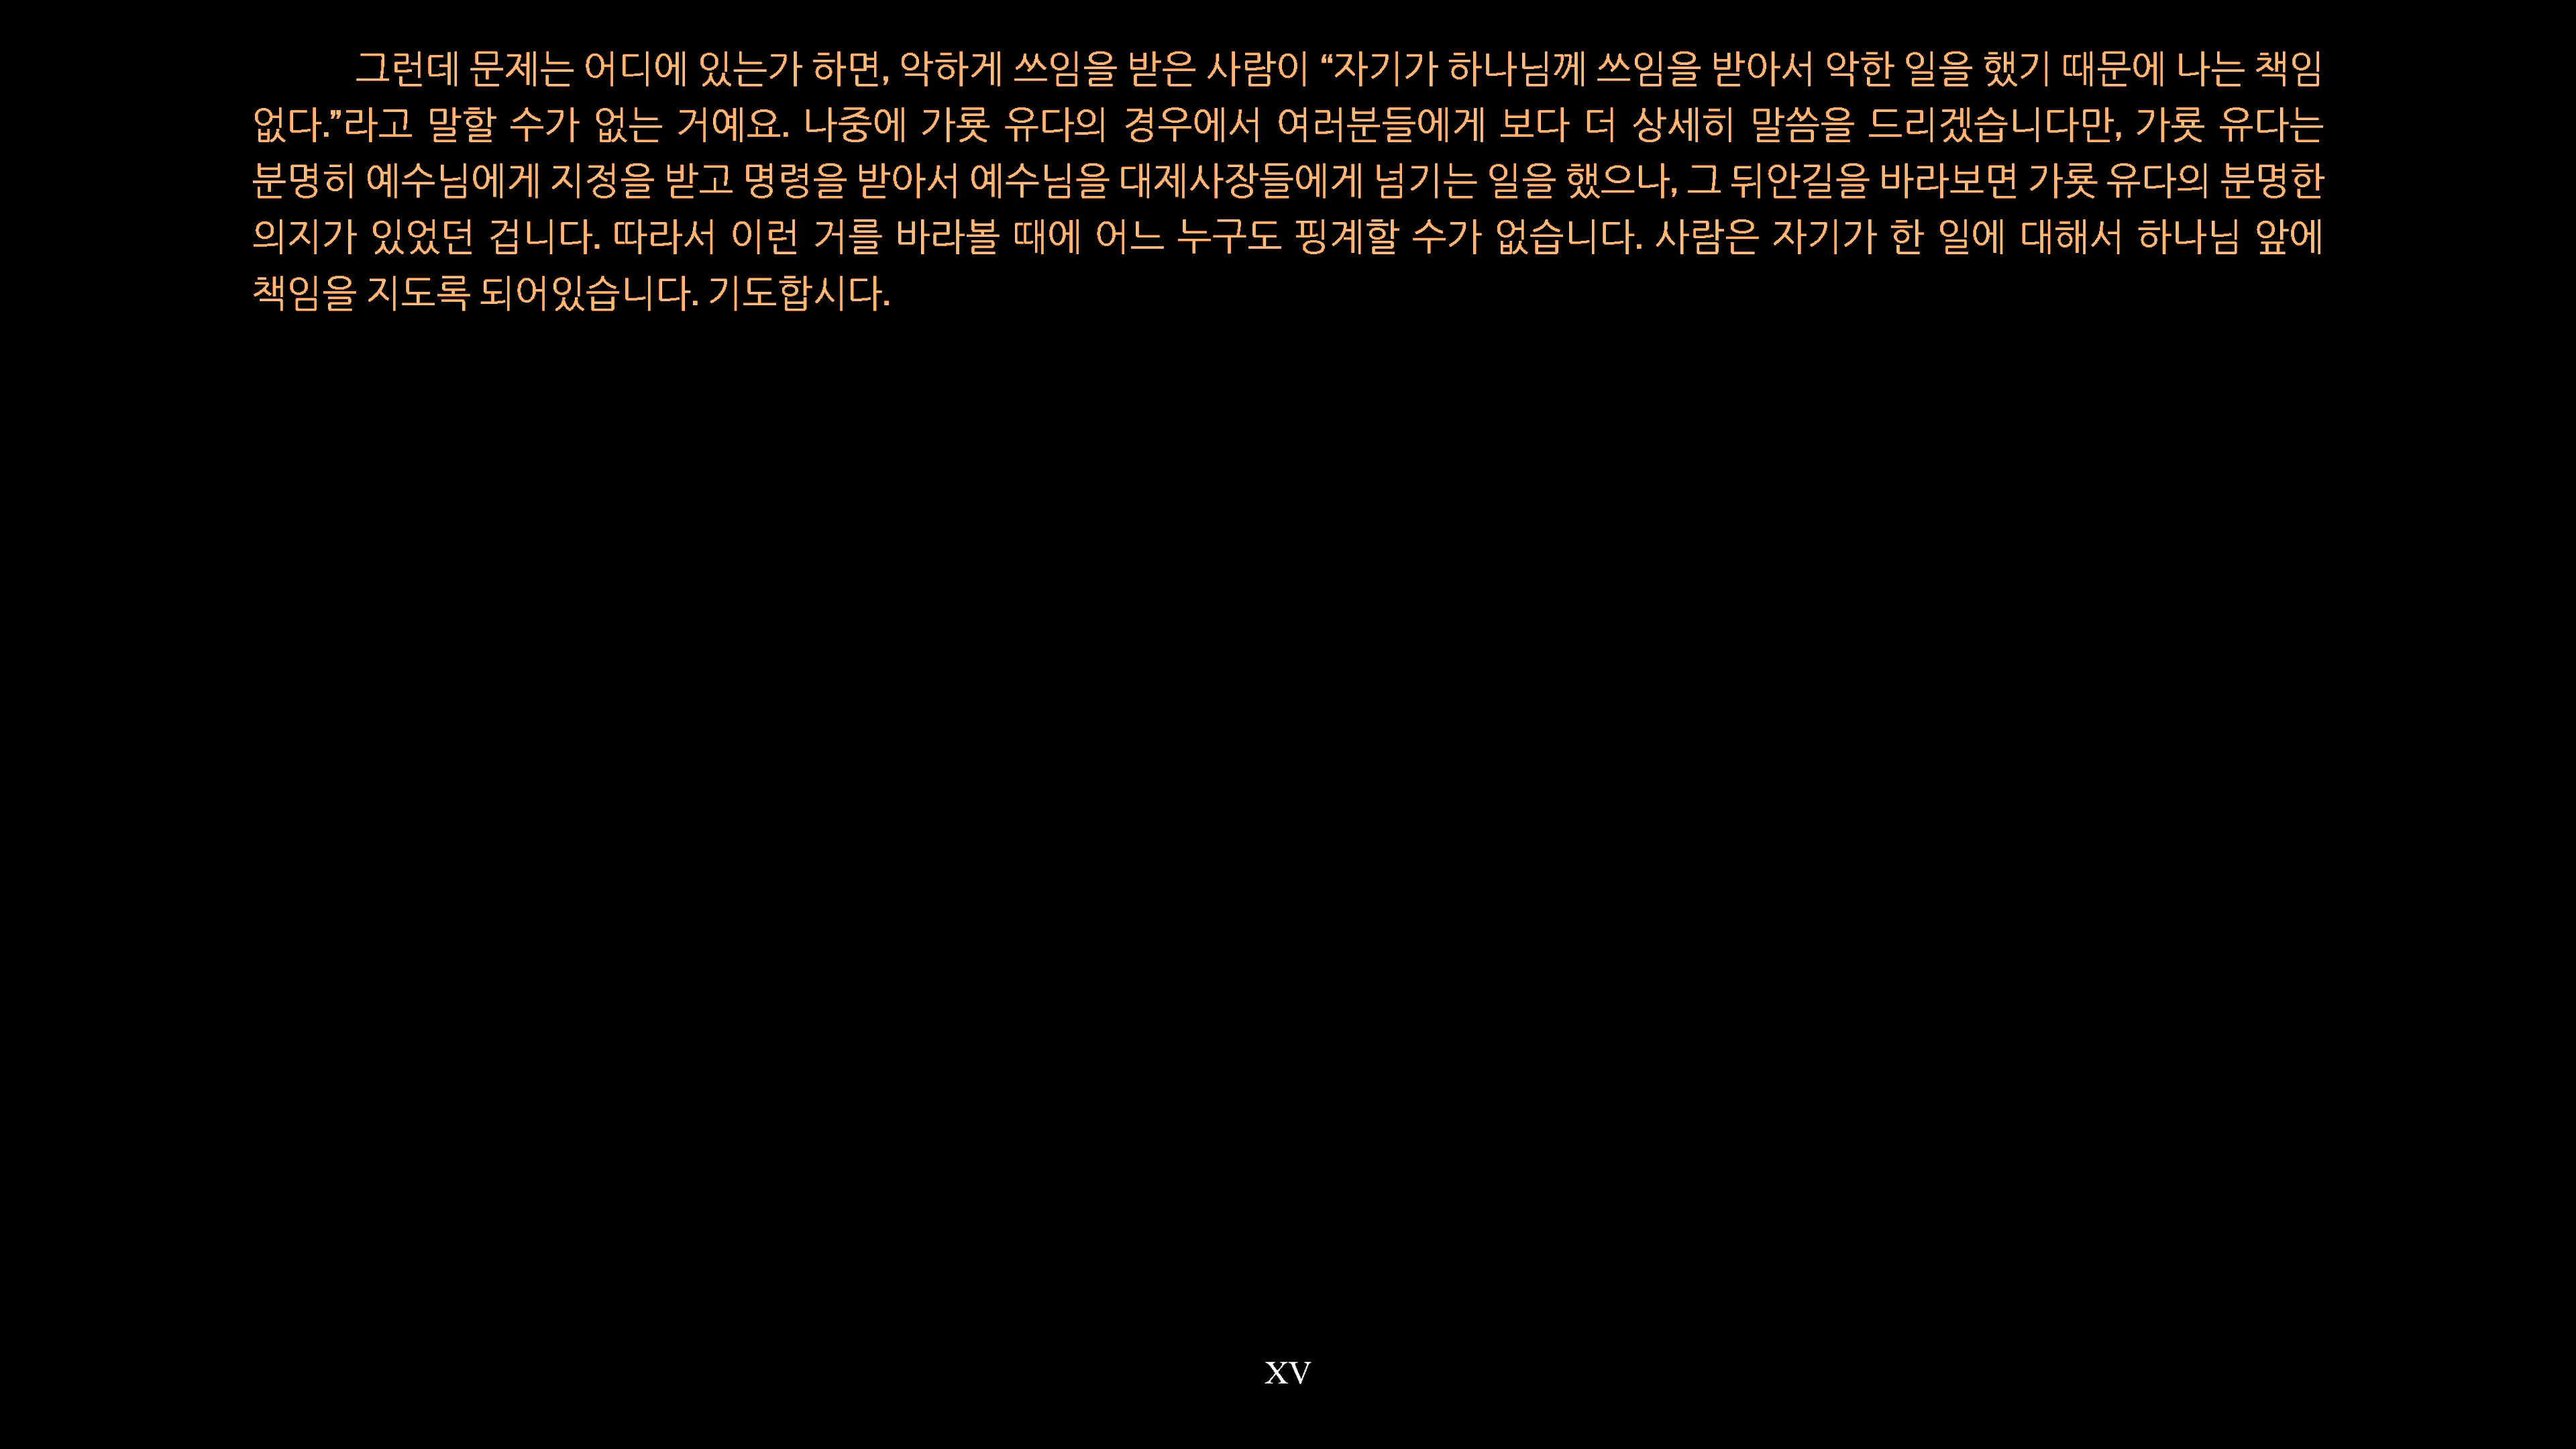 그런데 문제는 어디에 있는가 하면, 악하게 쓰임을 받은 사람이 “자기가 하나님께 쓰임을 받아서 악한 일을 했기 때문에 나는 책임
없다.”라고 말할 수가 없는 거예요. 나중에 가룟 유다의 경우에서 여러분들에게 보다 더 상세히 말씀을 드리겠습니다만, 가룟 유다는
분명히 예수님에게 지정을 받고 명령을 받아서 예수님을 대제사장들에게 넘기는 일을 했으나, 그 뒤안길을 바라보면 가룟 유다의 분명한
의지가 있었던 겁니다. 따라서 이런 거를 바라볼 때에 어느 누구도 핑계할 수가 없습니다. 사람은 자기가 한 일에 대해서 하나님 앞에
책임을 지도록 되어있습니다. 기도합시다.
XV